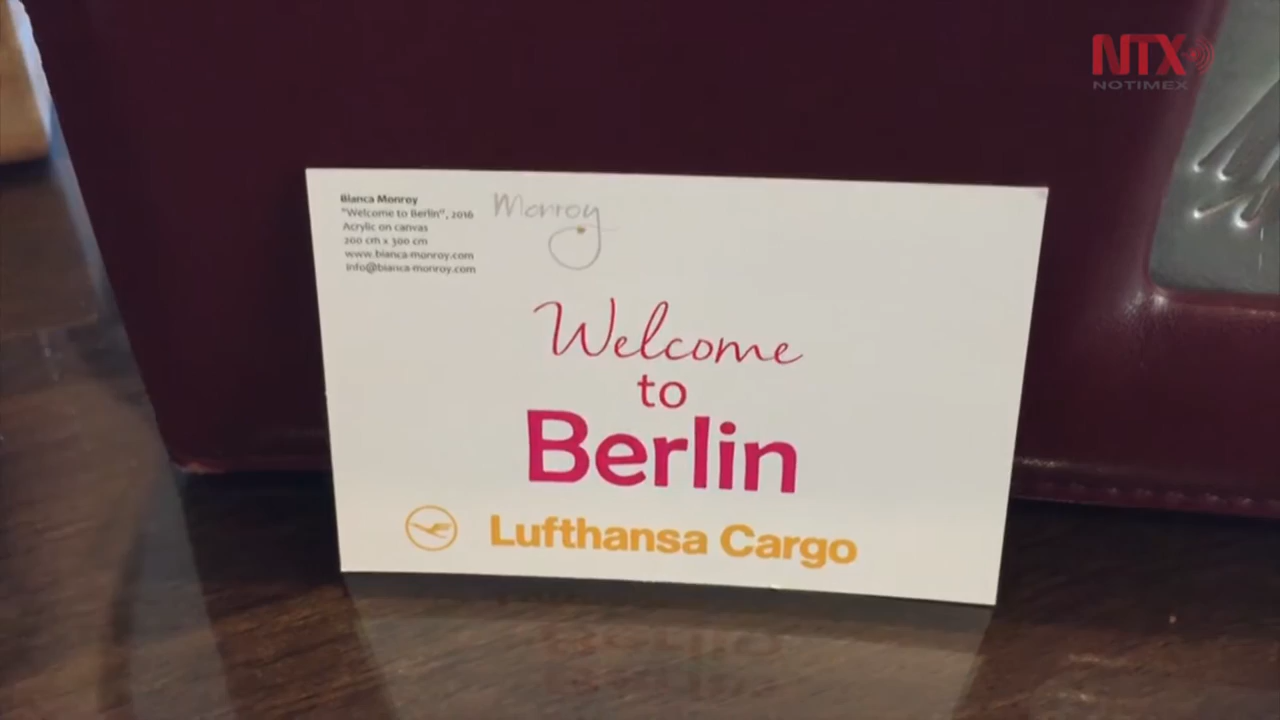 NTX
NOTIMEX
Bianca Monroy
"Welcome to Berlin", 2016
Acrylic on canvas
200 cm x 300 cm
www.bianca-monroy.com
info@bianca-monroy.com
Monroy
Welcome
to
Berlin
Lufthansa Cargo